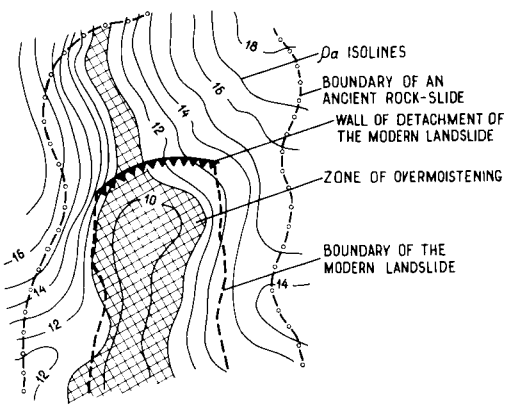 18
ρa ISOLINES
16
BOUNDARY OF AN
ANCIENT ROCK-SLIDE
14
WALL OF DETACHMENT OF
THE MODERN LANDSLIDE
12
12
ZONE OF OVERMOISTENING
10
16
BOUNDARY OF THE
MODERN LANDSLIDE
14
14
12
12